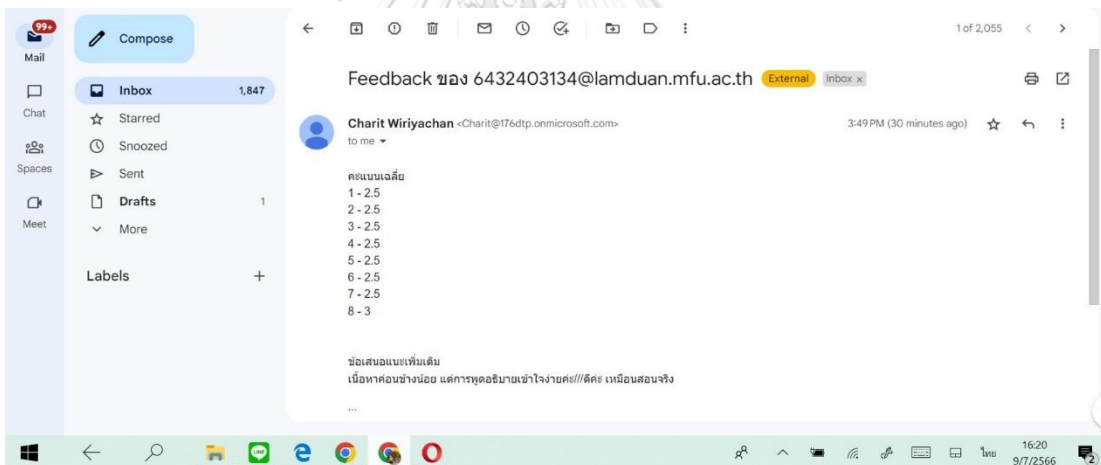 99+
Mail
Compose
1 of 2,055
Feedback ของ 6432403134@lamduan.mfu.ac.th External Inbox x
Inbox 1,847
Chat
Starred
Charit Wiriyachan <Charit@176dtp.onmicrosoft.com> 3:49 PM (30 minutes ago)
to me
Snoozed
Spaces
Sent
Drafts 1
Meet
More
Labels +
คะแนนเฉลี่ย
1 - 2.5
2 - 2.5
3 - 2.5
4 - 2.5
5 - 2.5
6 - 2.5
7 - 2.5
8 - 3
ข้อเสนอแนะเพิ่มเติม
เนื้อหาค่อนข้างน้อย แต่การพูดอธิบายเข้าใจง่ายค่ะ///ดีค่ะ เหมือนสอนจริง
...
LINE
ไทย
16:20
9/7/2566
2